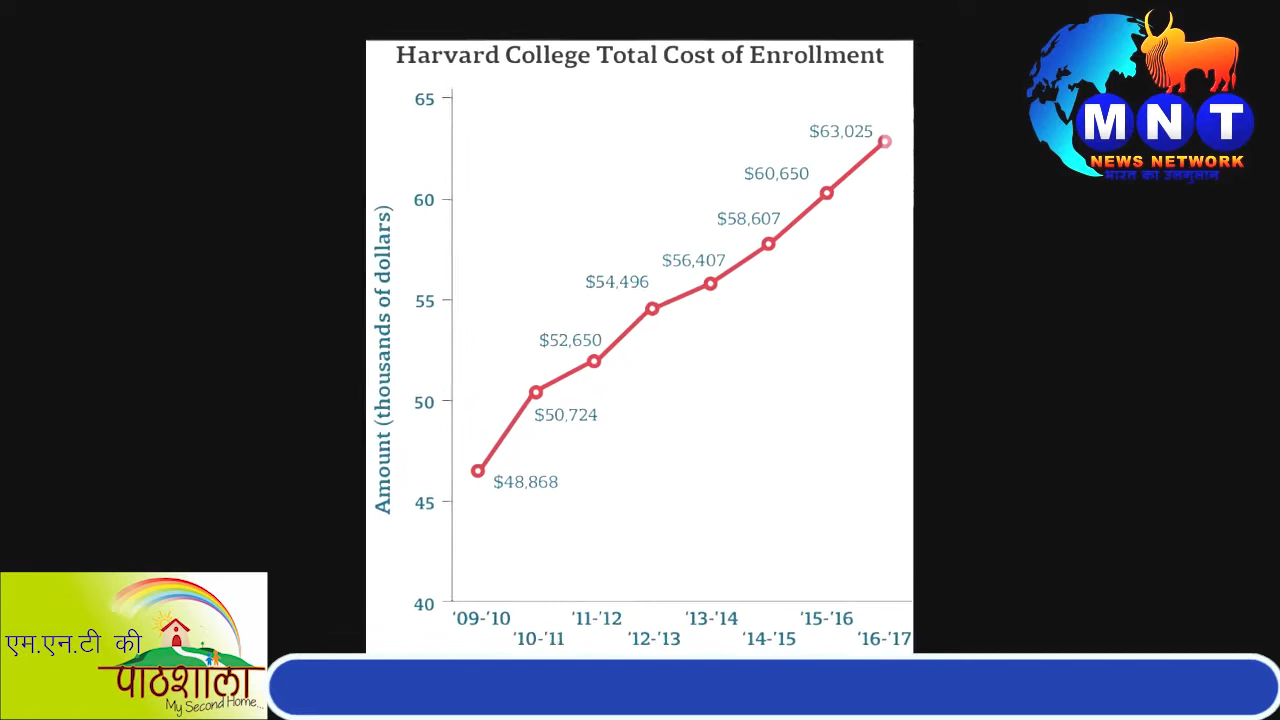 Harvard College Total Cost of Enrollment
65
60
55
50
45
40
Amount (thousands of dollars)
$63,025
$60,650
$58,607
$56,407
$54,496
$52,650
$50,724
$48,868
'09-'10
'10-'11
'11-'12
'12-'13
'13-'14
'14-'15
'15-'16
'16-'17
MNT
NEWS NETWORK
भारत का उलगुलान
एम.एन.टी की
पाठशाला
My Second Home...